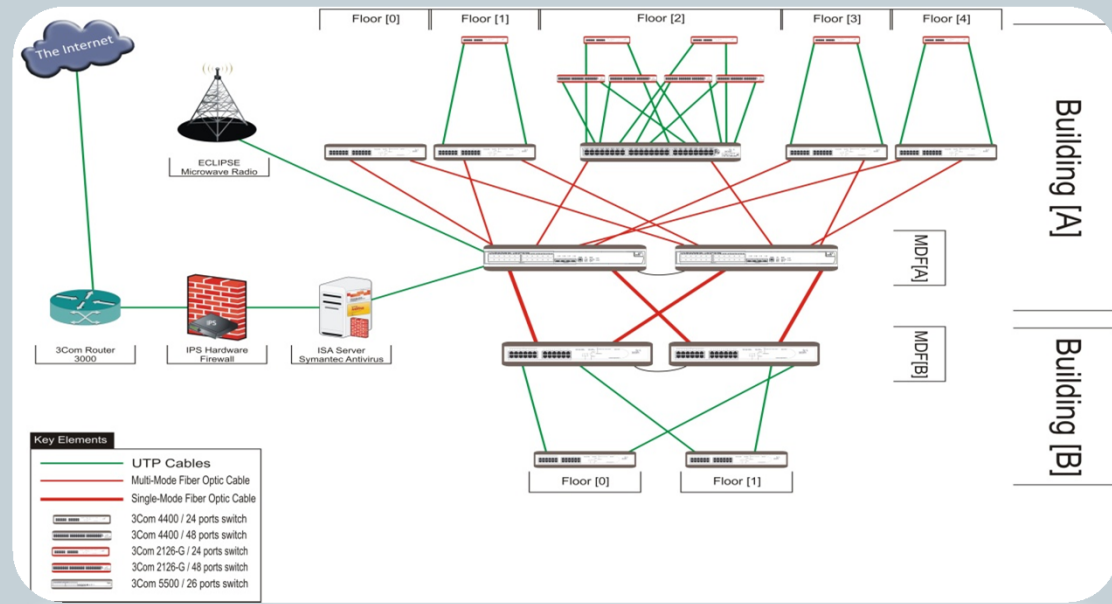 Floor [0]
Floor [1]
Floor [2]
Floor [3]
Floor [4]
The Internet
ECLIPSE
Microwave Radio
Building [A]
MDF[A]
3Com Router
3000
IPS
IPS Hardware
Firewall
ISA Server
Symantec Antivirus
MDF[B]
Building [B]
Floor [0]
Floor [1]
Key Elements
UTP Cables
Multi-Mode Fiber Optic Cable
Single-Mode Fiber Optic Cable
3Com 4400 / 24 ports switch
3Com 4400 / 48 ports switch
3Com 2126-G / 24 ports switch
3Com 2126-G / 48 ports switch
3Com 5500 / 26 ports switch